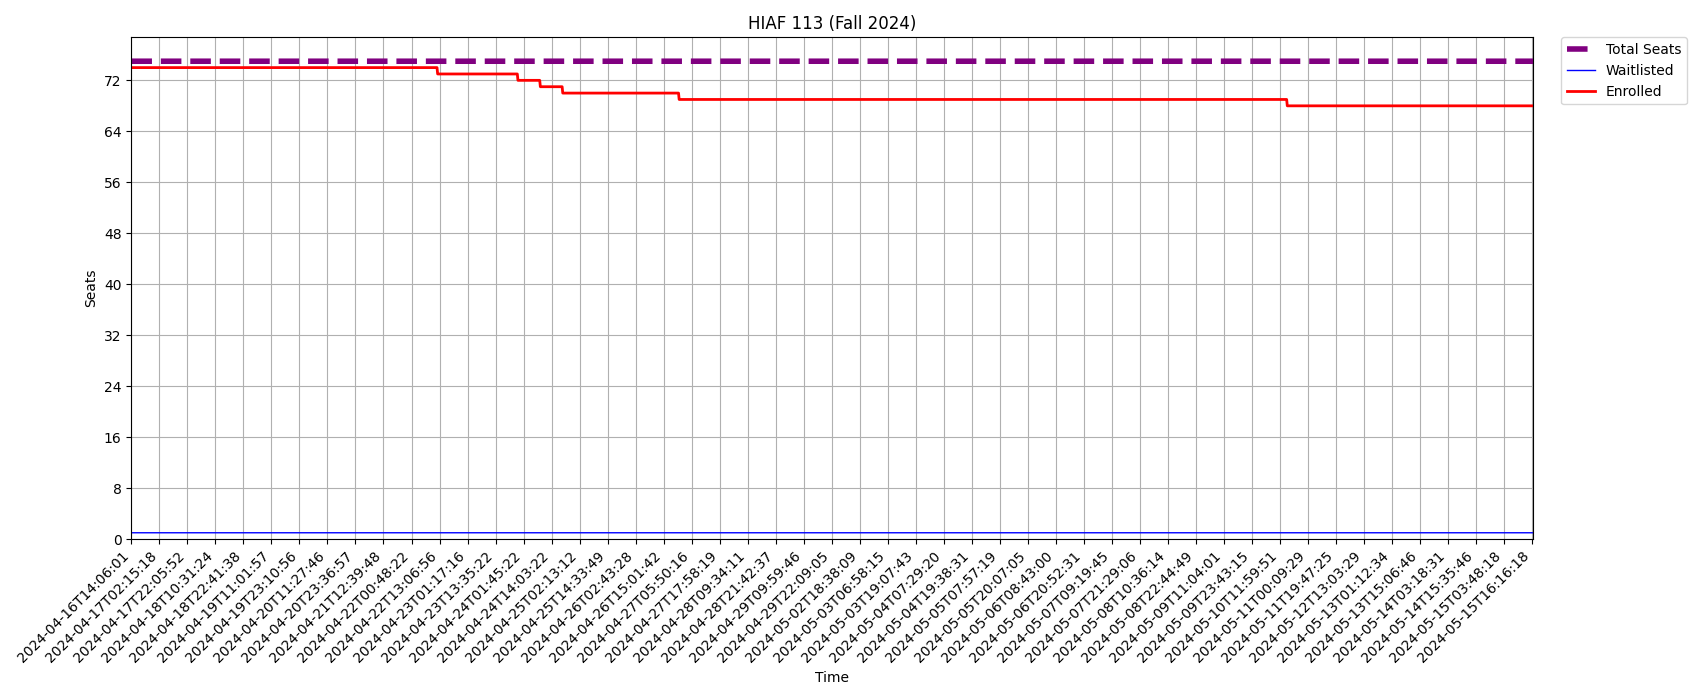 HIAF 113 (Fall 2024)
Total Seats
Waitlisted
Enrolled
72
64
56
48
40
32
24
16
8
0
Seats
2024-04-16T14:06:01
2024-04-17T02:15:18
2024-04-17T22:05:52
2024-04-18T10:31:24
2024-04-18T22:41:38
2024-04-19T11:01:57
2024-04-19T23:10:56
2024-04-20T11:27:46
2024-04-20T23:36:57
2024-04-21T12:39:48
2024-04-22T00:48:22
2024-04-22T13:06:56
2024-04-23T01:17:16
2024-04-23T13:35:22
2024-04-24T01:45:22
2024-04-24T14:03:22
2024-04-25T02:13:12
2024-04-25T14:33:49
2024-04-26T02:43:28
2024-04-26T15:01:42
2024-04-27T05:50:16
2024-04-27T17:58:19
2024-04-28T09:34:11
2024-04-28T21:42:37
2024-04-29T09:59:46
2024-04-29T22:09:05
2024-05-02T18:38:09
2024-05-03T06:58:15
2024-05-03T19:07:43
2024-05-04T07:29:20
2024-05-04T19:38:31
2024-05-05T07:57:19
2024-05-05T20:07:05
2024-05-06T08:43:00
2024-05-06T20:52:31
2024-05-07T09:19:45
2024-05-07T21:29:06
2024-05-08T10:36:14
2024-05-08T22:44:49
2024-05-09T11:04:01
2024-05-09T23:43:15
2024-05-10T11:59:51
2024-05-11T00:09:29
2024-05-11T19:47:25
2024-05-12T13:03:29
2024-05-13T01:12:34
2024-05-13T15:06:46
2024-05-14T03:18:31
2024-05-14T15:35:46
2024-05-15T03:48:18
2024-05-15T16:16:18
Time